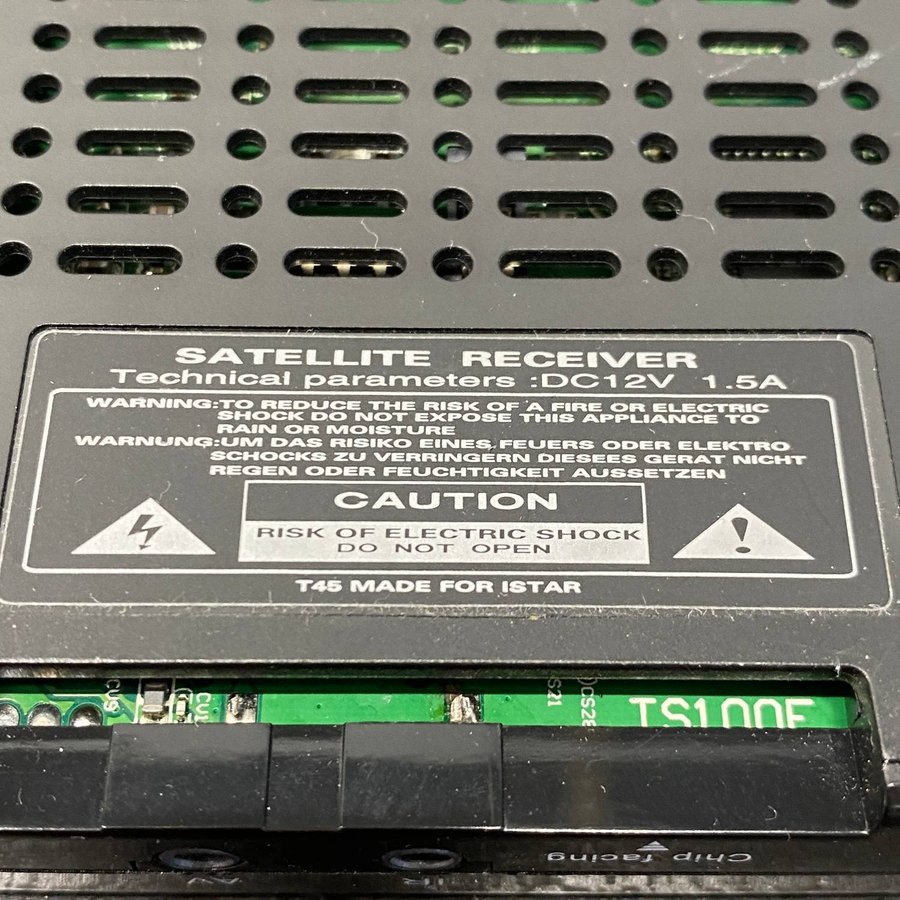 SATELLITE RECEIVER
Technical parameters :DC12V 1.5A
WARNING:TO REDUCE THE RISK OF A FIRE OR ELECTRIC
SHOCK DO NOT EXPOSE THIS APPLIANCE TO
RAIN OR MOISTURE
WARNUNG:UM DAS RISIKO EINES FEUERS ODER ELEKTRO
SCHOCKS ZU VERRINGERN DIESEES GERAT NICHT
REGEN ODER FEUCHTIGKEIT AUSSETZEN
CAUTION
RISK OF ELECTRIC SHOCK
DO NOT OPEN
T45 MADE FOR ISTAR
Chip facing
AV
IR